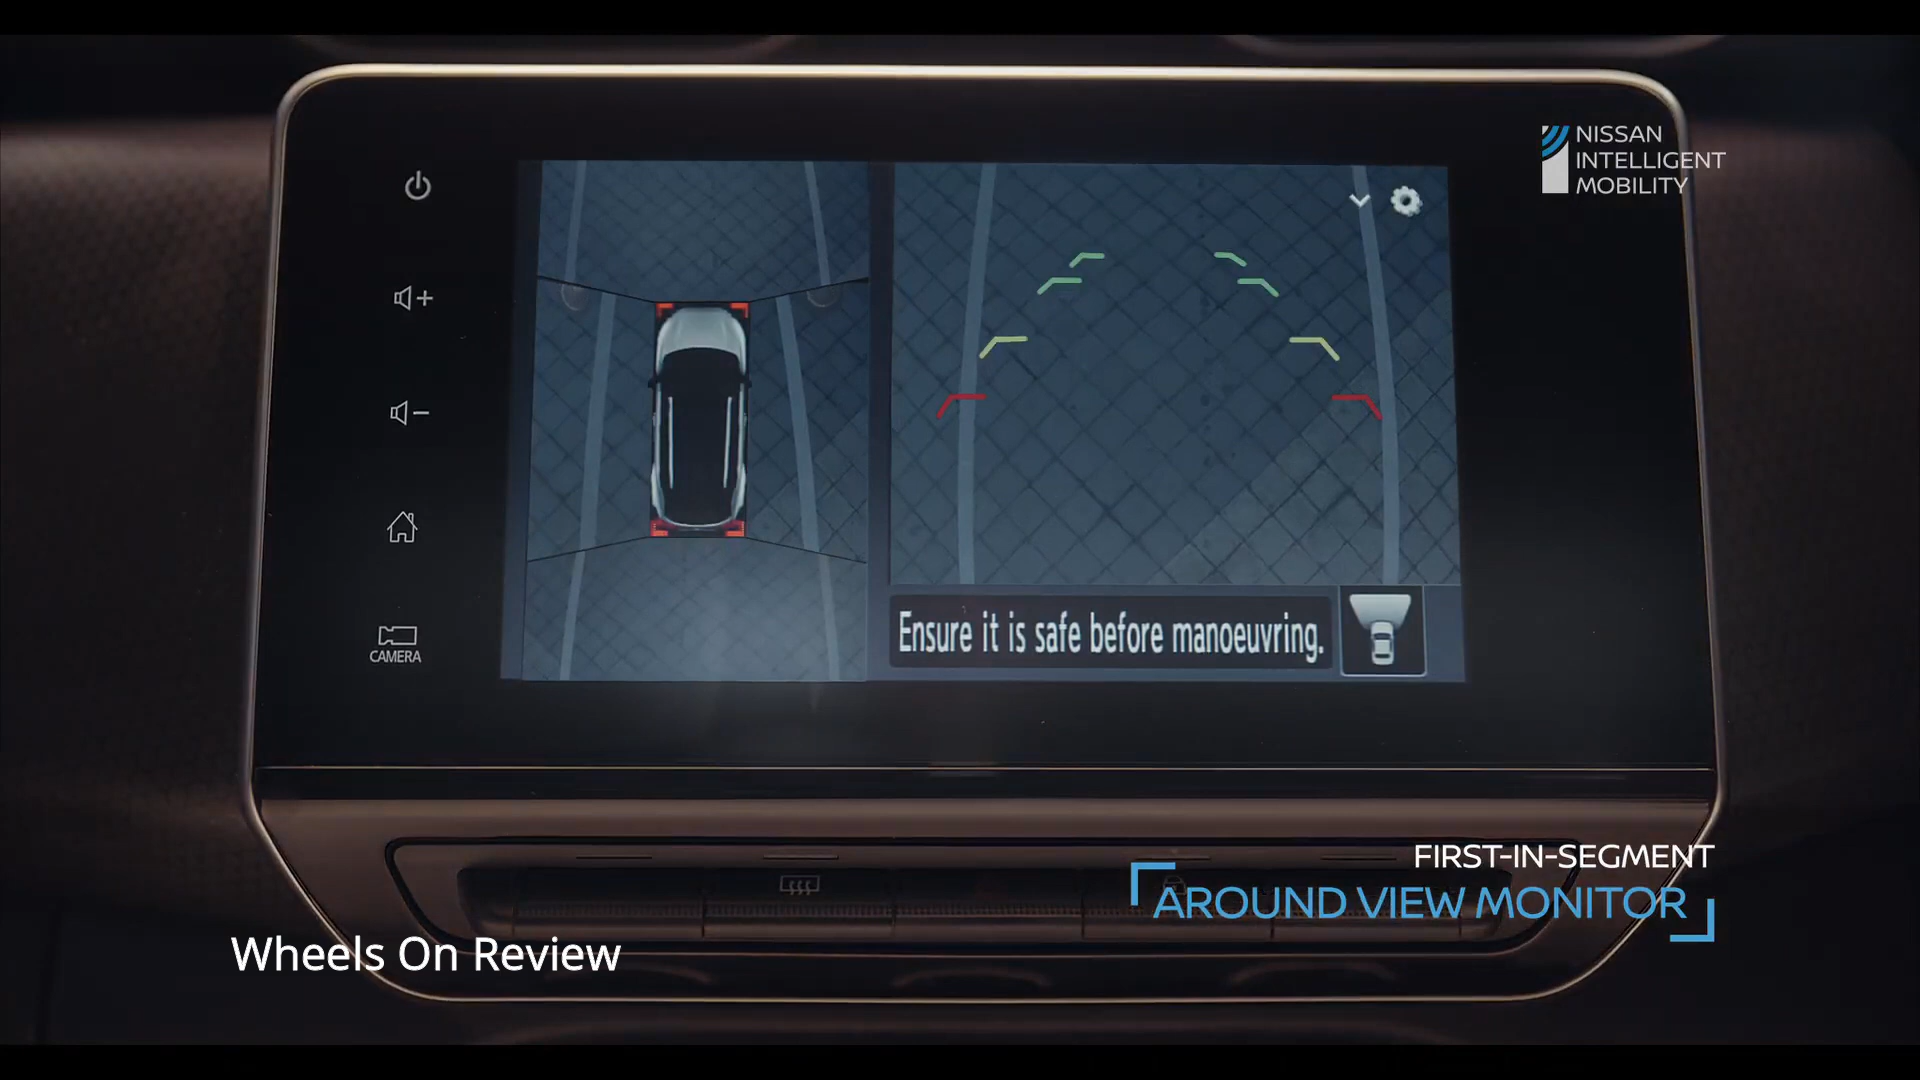 NISSAN
INTELLIGENT
MOBILITY
CAMERA
Ensure it is safe before manoeuvring.
FIRST-IN-SEGMENT
AROUND VIEW MONITOR
Wheels On Review